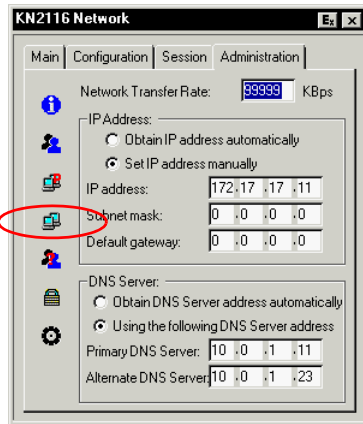 KN2116 Network
Main Configuration Session Administration
Network Transfer Rate: 99999 KBps
IP Address:
Obtain IP address automatically
Set IP address manually
IP address: 172.17.17.11
Subnet mask: 0.0.0.0
Default gateway: 0.0.0.0
DNS Server:
Obtain DNS Server address automatically
Using the following DNS Server address
Primary DNS Server: 10.0.1.11
Alternate DNS Server: 10.0.1.23